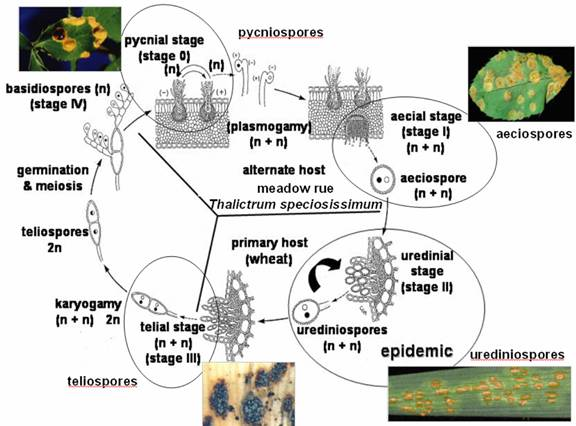 pycnial stage
(stage 0)
(n)
(n)
(−)
(+)
pycniospores
(+)
(−)
(+)
(−)
basidiospores (n)
(stage IV)
(plasmogamy)
(n + n)
aecial stage
(stage I)
(n + n)
aeciospores
aeciospore
(n + n)
germination
& meiosis
alternate host
meadow rue
Thalictrum speciosissimum
teliospores
2n
primary host
(wheat)
uredinial
stage
(stage II)
karyogamy
(n + n) 2n
telial stage
(n + n)
(stage III)
urediniospores
(n + n)
epidemic
urediniospores
teliospores